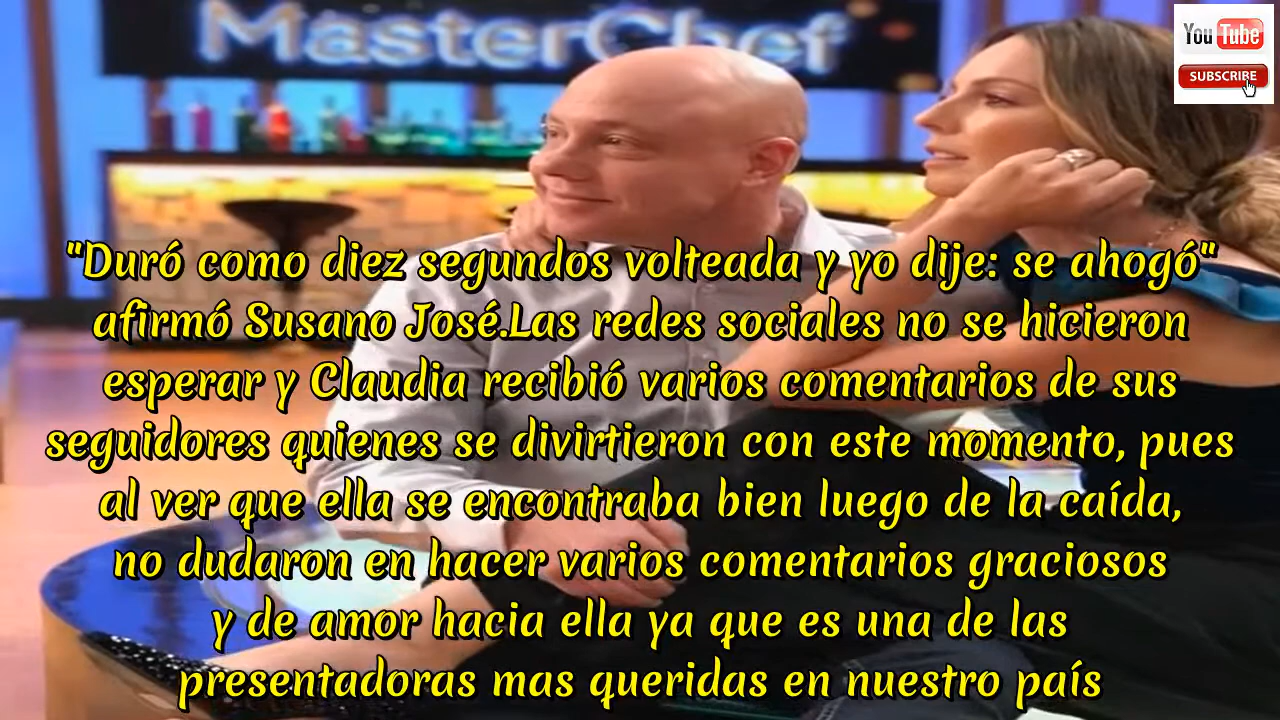 MasterChef
You Tube
SUBSCRIBE
"Duró como diez segundos volteada y yo dije: se ahogó"
afirmó Susano José.Las redes sociales no se hicieron
esperar y Claudia recibió varios comentarios de sus
seguidores quienes se divirtieron con este momento, pues
al ver que ella se encontraba bien luego de la caída,
no dudaron en hacer varios comentarios graciosos
y de amor hacia ella ya que es una de las
presentadoras mas queridas en nuestro país